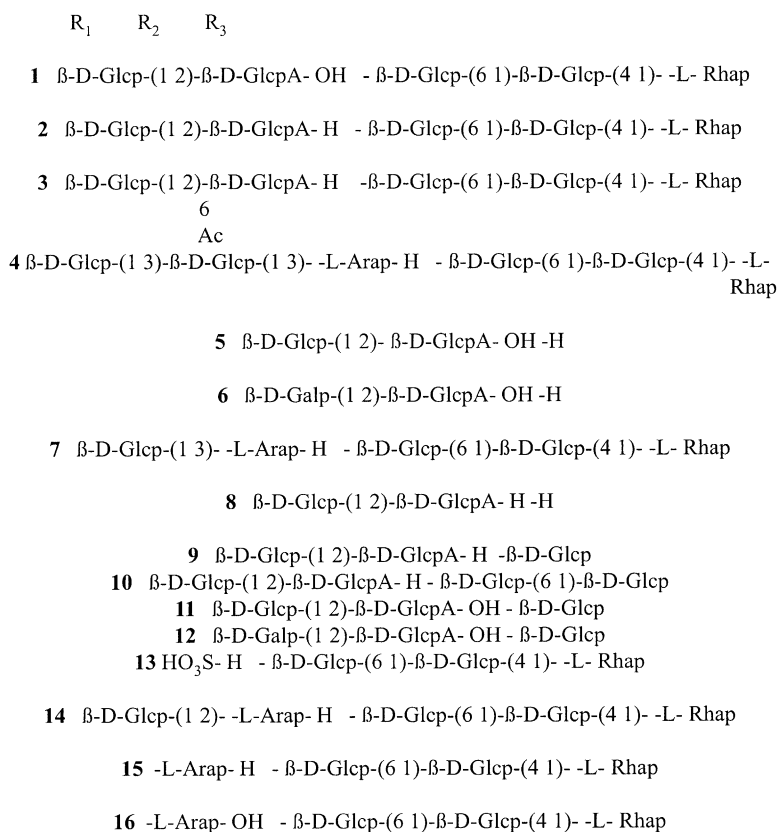 R1 R2 R3
1 ß-D-Glcp-(1 2)-ß-D-GlcpA- OH - ß-D-Glcp-(6 1)-ß-D-Glcp-(4 1)- -L- Rhap
2 ß-D-Glcp-(1 2)-ß-D-GlcpA- H - ß-D-Glcp-(6 1)-ß-D-Glcp-(4 1)- -L- Rhap
3 ß-D-Glcp-(1 2)-ß-D-GlcpA- H -ß-D-Glcp-(6 1)-ß-D-Glcp-(4 1)- -L- Rhap
6
Ac
4 ß-D-Glcp-(1 3)-ß-D-Glcp-(1 3)- -L-Arap- H - ß-D-Glcp-(6 1)-ß-D-Glcp-(4 1)- -L-
Rhap
5 ß-D-Glcp-(1 2)- ß-D-GlcpA- OH -H
6 ß-D-Galp-(1 2)-ß-D-GlcpA- OH -H
7 ß-D-Glcp-(1 3)- -L-Arap- H - ß-D-Glcp-(6 1)-ß-D-Glcp-(4 1)- -L- Rhap
8 ß-D-Glcp-(1 2)-ß-D-GlcpA- H -H
9 ß-D-Glcp-(1 2)-ß-D-GlcpA- H -ß-D-Glcp
10 ß-D-Glcp-(1 2)-ß-D-GlcpA- H - ß-D-Glcp-(6 1)-ß-D-Glcp
11 ß-D-Glcp-(1 2)-ß-D-GlcpA- OH - ß-D-Glcp
12 ß-D-Galp-(1 2)-ß-D-GlcpA- OH - ß-D-Glcp
13 HO3S- H - ß-D-Glcp-(6 1)-ß-D-Glcp-(4 1)- -L- Rhap
14 ß-D-Glcp-(1 2)- -L-Arap- H - ß-D-Glcp-(6 1)-ß-D-Glcp-(4 1)- -L- Rhap
15 -L-Arap- H - ß-D-Glcp-(6 1)-ß-D-Glcp-(4 1)- -L- Rhap
16 -L-Arap- OH - ß-D-Glcp-(6 1)-ß-D-Glcp-(4 1)- -L- Rhap